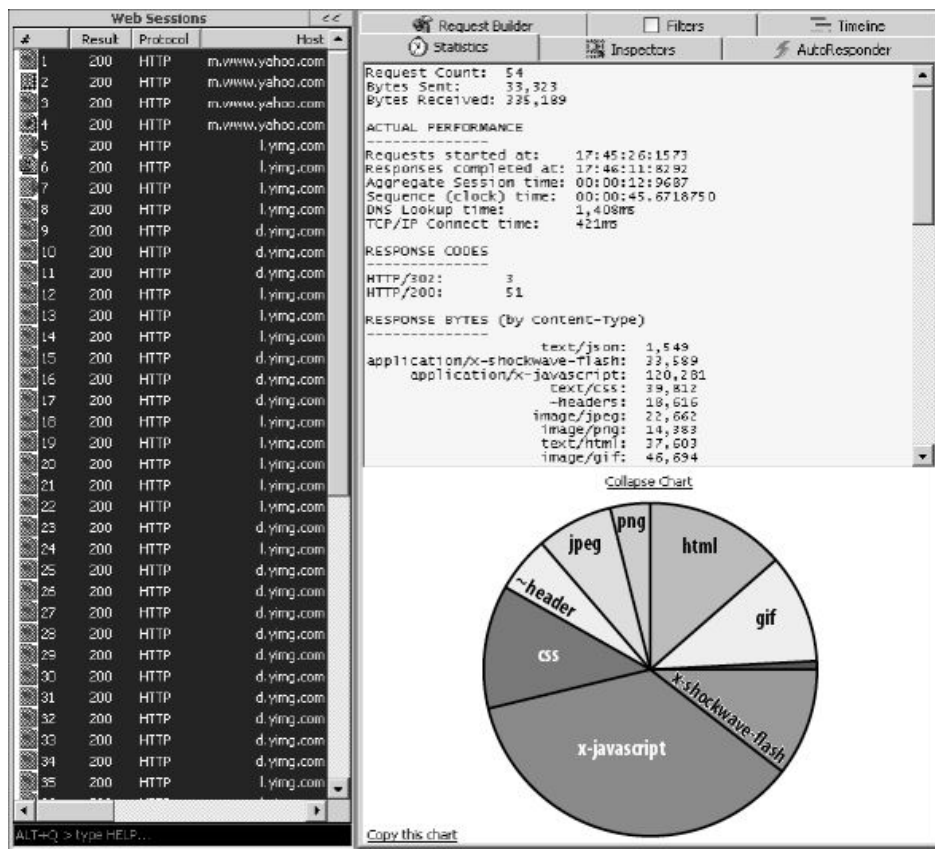 Web Sessions <<
# Result Protocol Host
1 200 HTTP m.www.yahoo.com
2 200 HTTP m.www.yahoo.com
3 200 HTTP m.www.yahoo.com
4 200 HTTP m.www.yahoo.com
5 200 HTTP l.yimg.com
6 200 HTTP l.yimg.com
7 200 HTTP l.yimg.com
8 200 HTTP l.yimg.com
9 200 HTTP d.yimg.com
10 200 HTTP d.yimg.com
11 200 HTTP d.yimg.com
12 200 HTTP l.yimg.com
13 200 HTTP l.yimg.com
14 200 HTTP l.yimg.com
15 200 HTTP d.yimg.com
16 200 HTTP d.yimg.com
17 200 HTTP d.yimg.com
18 200 HTTP l.yimg.com
19 200 HTTP l.yimg.com
20 200 HTTP l.yimg.com
21 200 HTTP l.yimg.com
22 200 HTTP l.yimg.com
23 200 HTTP d.yimg.com
24 200 HTTP l.yimg.com
25 200 HTTP d.yimg.com
26 200 HTTP d.yimg.com
27 200 HTTP d.yimg.com
28 200 HTTP d.yimg.com
29 200 HTTP d.yimg.com
30 200 HTTP d.yimg.com
31 200 HTTP d.yimg.com
32 200 HTTP d.yimg.com
33 200 HTTP d.yimg.com
34 200 HTTP d.yimg.com
35 200 HTTP l.yimg.com
ALT+Q > type HELP...
Request Builder Filters Timeline
Statistics Inspectors AutoResponder
Request Count: 54
Bytes Sent: 33,323
Bytes Received: 335,189
ACTUAL PERFORMANCE
--------------
Requests started at: 17:45:26:1573
Responses completed at: 17:46:11:8292
Aggregate Session time: 00:00:12:9687
Sequence (clock) time: 00:00:45.6718750
DNS Lookup time: 1,408ms
TCP/IP Connect time: 421ms
RESPONSE CODES
--------------
HTTP/302: 3
HTTP/200: 51
RESPONSE BYTES (by Content-Type)
--------------
text/json: 1,549
application/x-shockwave-flash: 33,589
application/x-javascript: 120,281
text/css: 39,812
~headers: 18,616
image/jpeg: 22,662
image/png: 14,383
text/html: 37,603
image/gif: 46,694
Collapse Chart
png
jpeg
html
~header
gif
css
x-shockwave-flash
x-javascript
Copy this chart